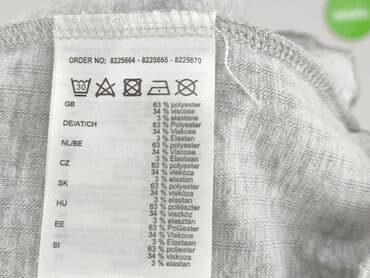 ORDER NO: 8225664 - 8225665 - 8225670
30
GB 63 % polyester
34 % viscose
3 % elastane
DE/AT/CH 63 % Polyester
34 % Viskose
3 % Elastan
NL/BE 63 % Polyester
34 % Viscose
3 % Elastaan
CZ 63 % polyester
34 % viskóza
3 % elastan
SK 63 % polyester
34 % viskóza
3 % elastan
HU 63 % poliészter
34 % viszkóz
3 % elasztán
EE 63 % Polüester
34 % Viskoos
3 % Elastaan
SI 63 % poliester
34 % viskoza
3 % elastan